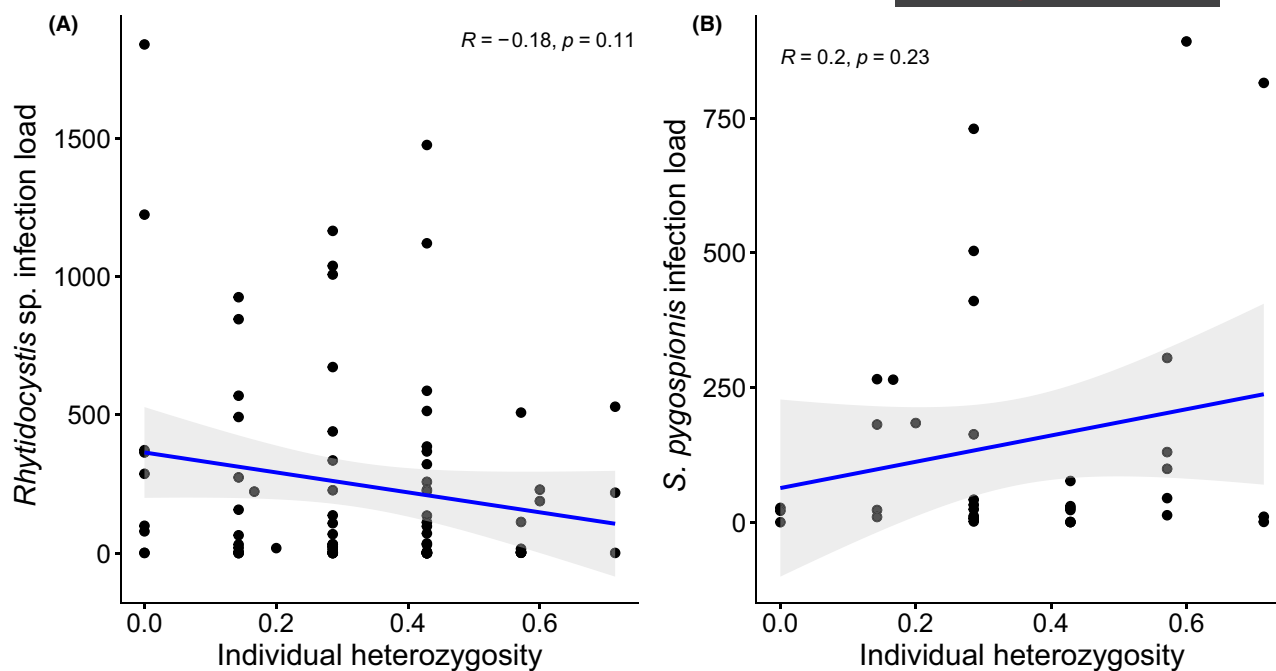 (A)
R = −0.18, p = 0.11
Rhytidocystis sp. infection load
1500
1000
500
0
0.0 0.2 0.4 0.6
Individual heterozygosity
(B)
R = 0.2, p = 0.23
S. pygospionis infection load
750
500
250
0
0.0 0.2 0.4 0.6
Individual heterozygosity